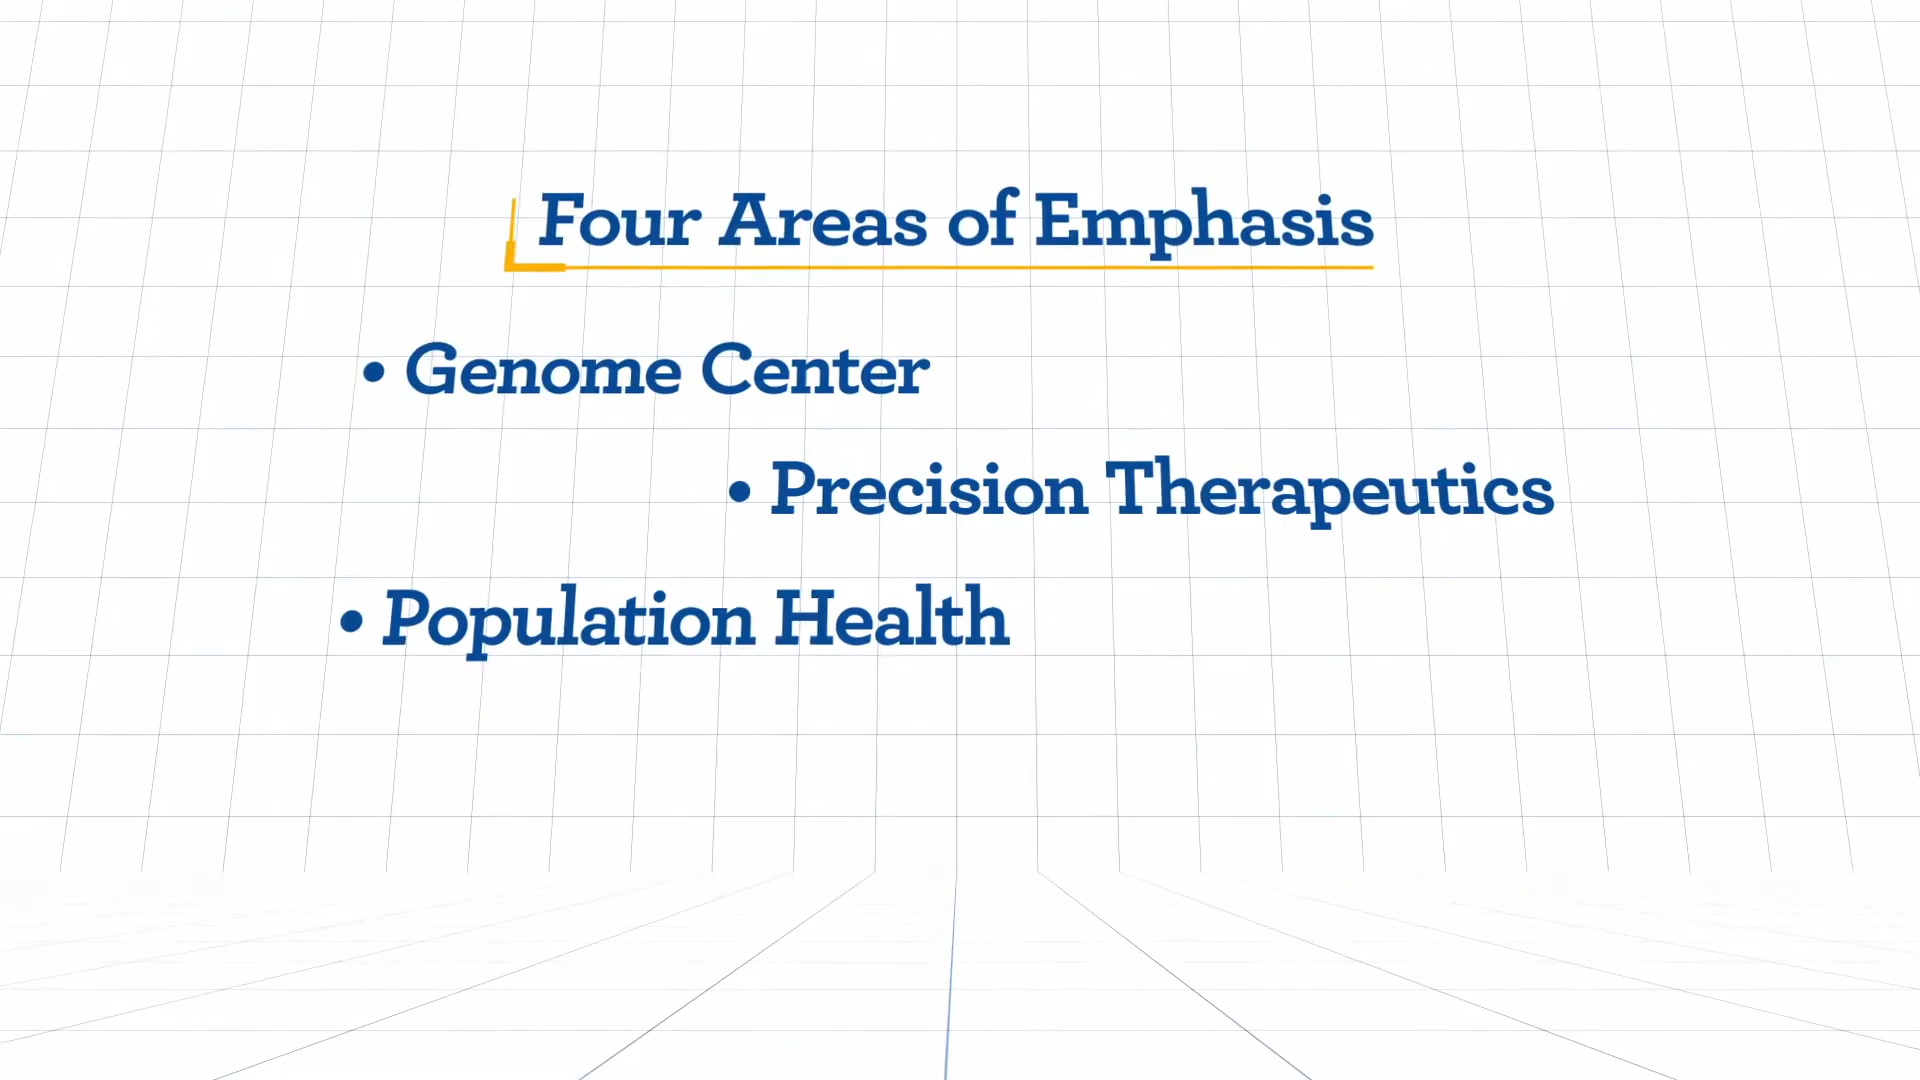 Four Areas of Emphasis
• Genome Center
• Precision Therapeutics
• Population Health